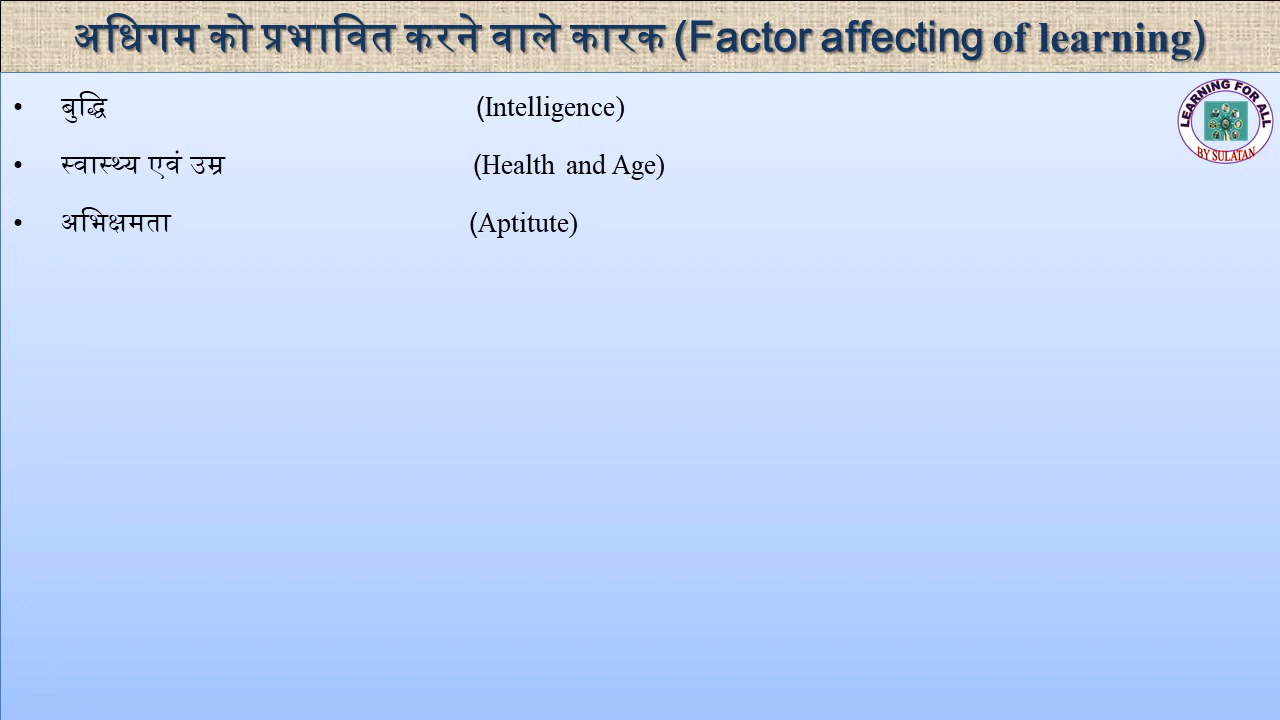 अधिगम को प्रभावित करने वाले कारक (Factor affecting of learning)
• बुद्धि (Intelligence)
• स्वास्थ्य एवं उम्र (Health and Age)
• अभिक्षमता (Aptitute)
LEARNING FOR ALL
BY SULATAN